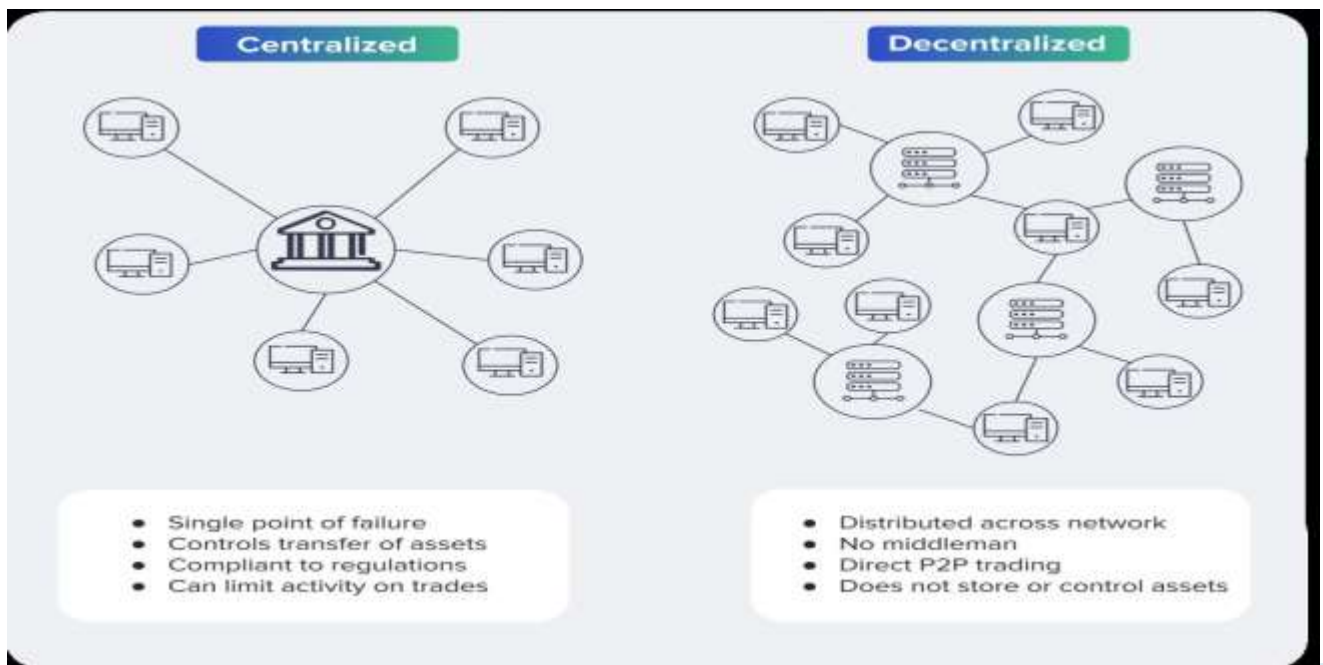 Centralized
Decentralized
• Single point of failure
• Controls transfer of assets
• Compliant to regulations
• Can limit activity on trades
• Distributed across network
• No middleman
• Direct P2P trading
• Does not store or control assets